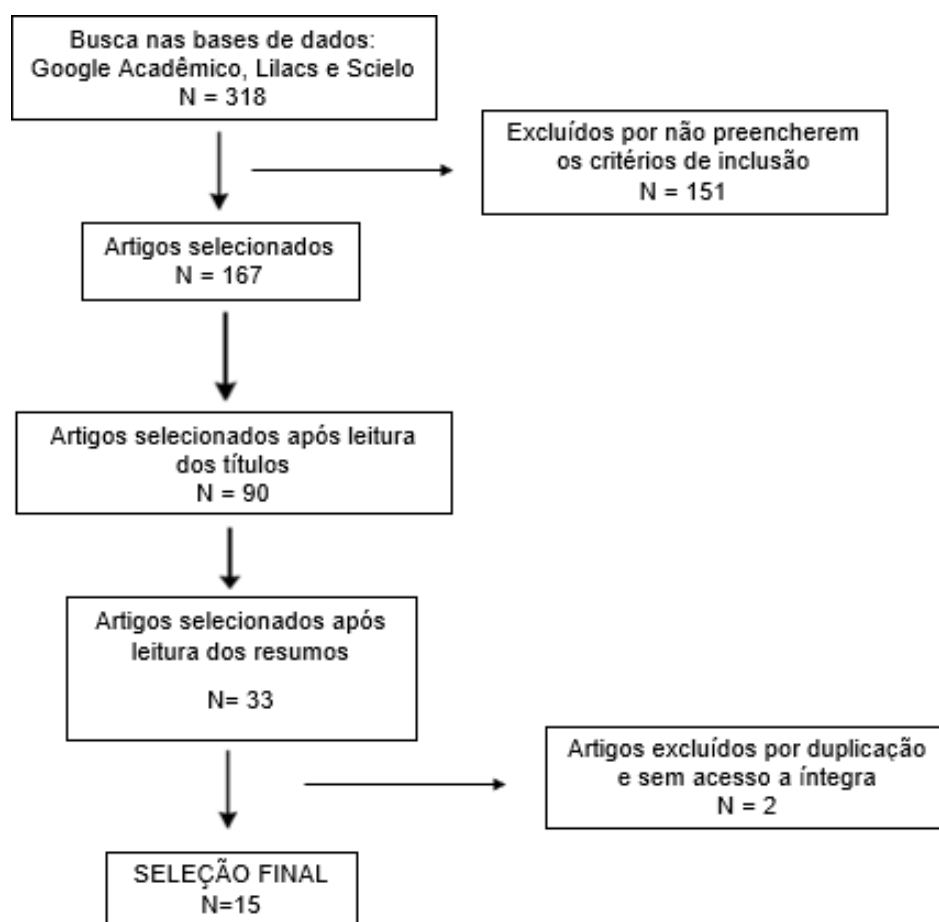 Busca nas bases de dados:
Google Acadêmico, Lilacs e Scielo
N = 318
Excluídos por não preencherem
os critérios de inclusão
N = 151
Artigos selecionados
N = 167
Artigos selecionados após leitura
dos títulos
N = 90
Artigos selecionados após
leitura dos resumos
N= 33
Artigos excluídos por duplicação
e sem acesso a íntegra
N = 2
SELEÇÃO FINAL
N=15